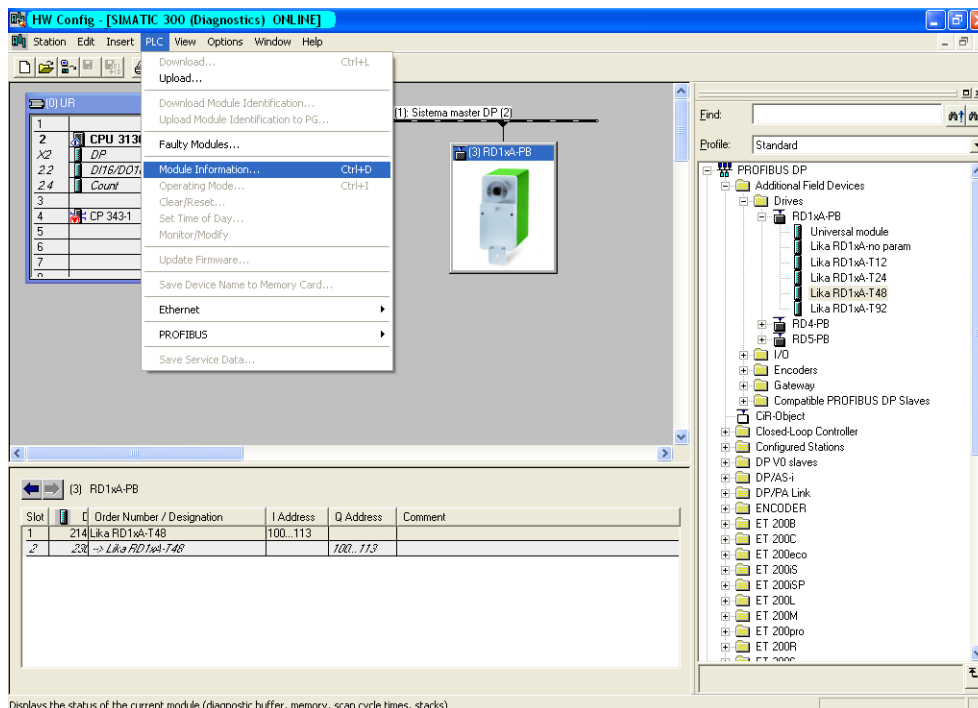 HW Config - [SIMATIC 300 (Diagnostics) ONLINE]
Station Edit Insert PLC View Options Window Help
Download... Ctrl+L
Upload...
Download Module Identification...
Upload Module Identification to PG...
Faulty Modules...
Module Information... Ctrl+D
Operating Mode... Ctrl+I
Clear/Reset...
Set Time of Day...
Monitor/Modify
Update Firmware...
Save Device Name to Memory Card...
Ethernet
PROFIBUS
Save Service Data...
(0) UR
1
2 CPU 313
X2 DP
2.2 DI16/DO1
2.4 Count
3
4 CP 343-1
5
6
7
(1): Sistema master DP (2)
(3) RD1xA-PB
Find:
Profile: Standard
PROFIBUS DP
Additional Field Devices
Drives
RD1xA-PB
Universal module
Lika RD1xA-no param
Lika RD1xA-T12
Lika RD1xA-T24
Lika RD1xA-T48
Lika RD1xA-T92
RD4-PB
RD5-PB
I/O
Encoders
Gateway
Compatible PROFIBUS DP Slaves
CiR-Object
Closed-Loop Controller
Configured Stations
DP V0 slaves
DP/AS-i
DP/PA Link
ENCODER
ET 200B
ET 200C
ET 200eco
ET 200iS
ET 200iSP
ET 200L
ET 200M
ET 200pro
ET 200R
(3) RD1xA-PB
Slot Order Number / Designation I Address Q Address Comment
1 214 Lika RD1xA-T48 100...113
2 --> Lika RD1xA-T48 100...113
Displays the status of the current module (diagnostic buffer, memory, scan cycle times, stacks)